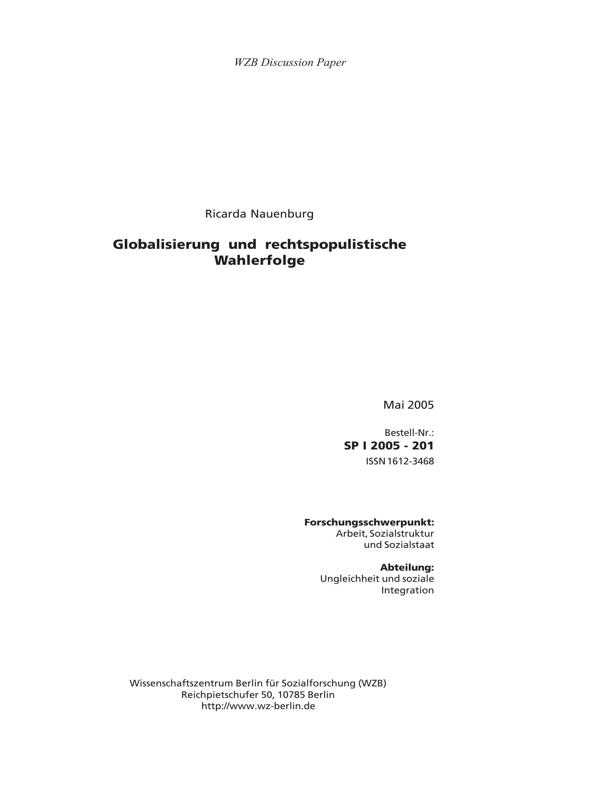 WZB Discussion Paper
Ricarda Nauenburg
Globalisierung und rechtspopulistische
Wahlerfolge
Mai 2005
Bestell-Nr.:
SP I 2005 - 201
ISSN 1612-3468
Forschungsschwerpunkt:
Arbeit, Sozialstruktur
und Sozialstaat
Abteilung:
Ungleichheit und soziale
Integration
Wissenschaftszentrum Berlin für Sozialforschung (WZB)
Reichpietschufer 50, 10785 Berlin
http://www.wz-berlin.de